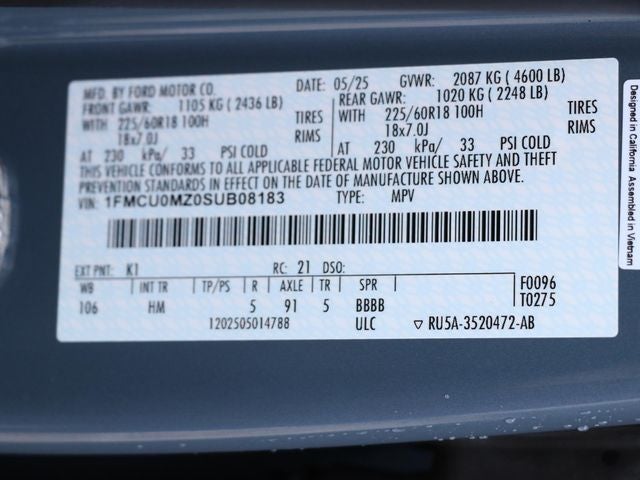 MFD. BY FORD MOTOR CO. DATE: 05/25 GVWR: 2087 KG ( 4600 LB)
FRONT GAWR: 1105 KG ( 2436 LB) REAR GAWR: 1020 KG ( 2248 LB)
WITH 225/60R18 100H TIRES WITH 225/60R18 100H TIRES
18x7.0J RIMS 18x7.0J RIMS
AT 230 kPa/ 33 PSI COLD AT 230 kPa/ 33 PSI COLD
THIS VEHICLE CONFORMS TO ALL APPLICABLE FEDERAL MOTOR VEHICLE SAFETY AND THEFT
PREVENTION STANDARDS IN EFFECT ON THE DATE OF MANUFACTURE SHOWN ABOVE.
VIN: 1FMCU0MZ0SUB08183 TYPE: MPV
EXT PNT: K1 RC: 21 DSO:
WB INT TR TP/PS R AXLE TR SPR F0096
106 HM 5 91 5 BBBB T0275
1202505014788 ULC ▽ RU5A-3520472-AB
Designed in California Assembled in Vietnam